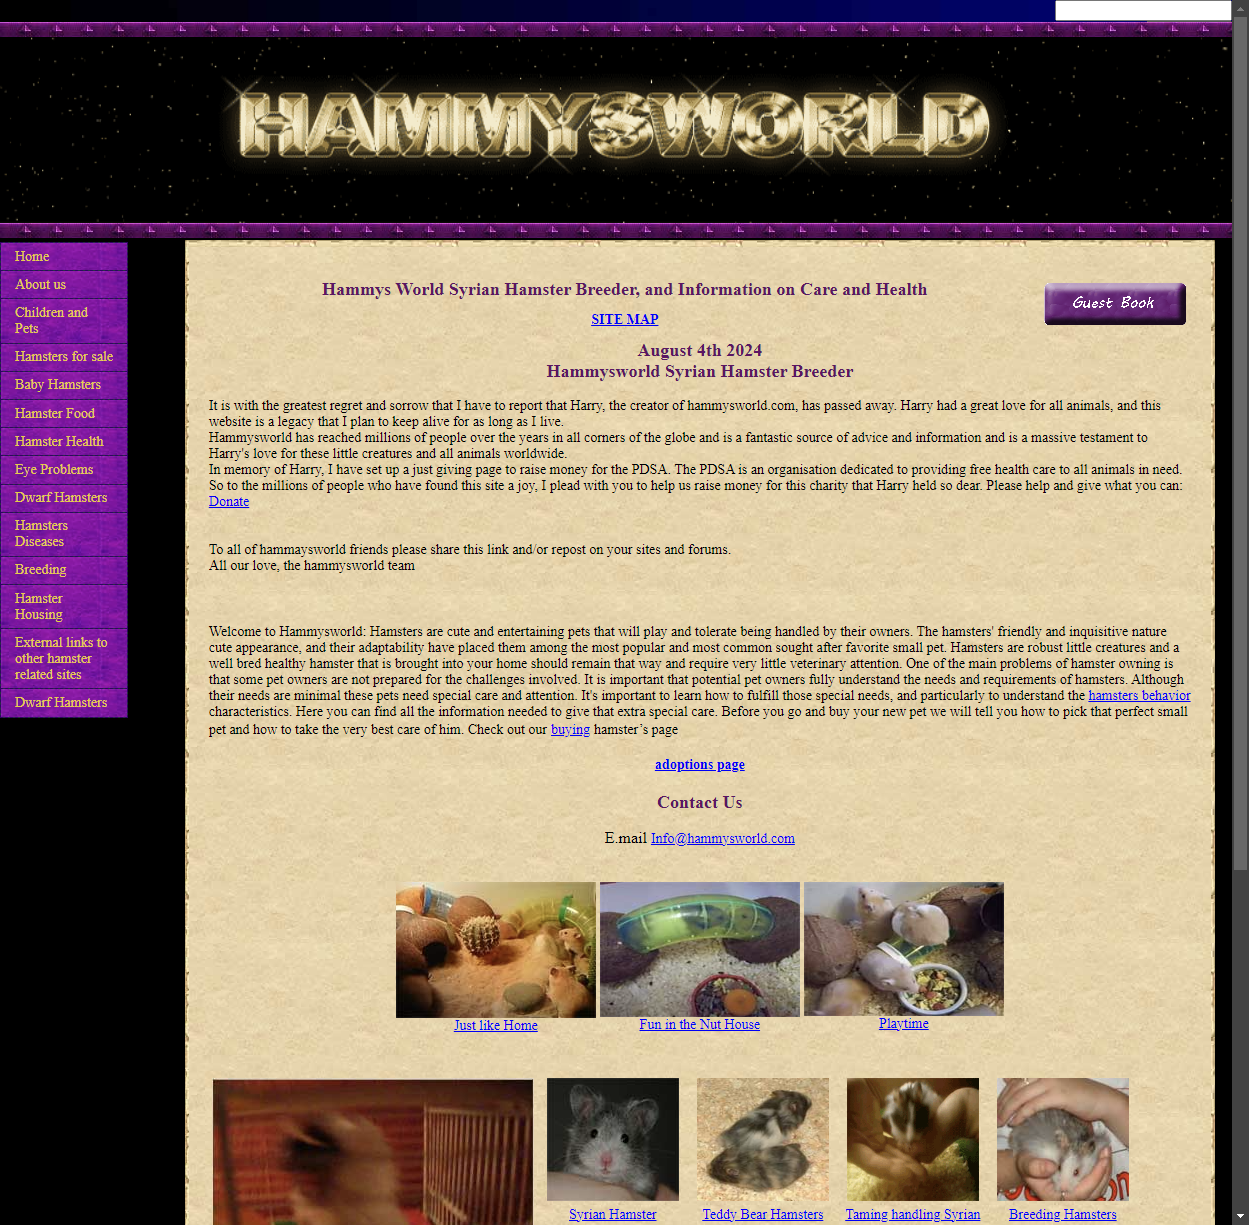 HAMMYSWORLD
Home
About us
Children and
Pets
Hamsters for sale
Baby Hamsters
Hamster Food
Hamster Health
Eye Problems
Dwarf Hamsters
Hamsters
Diseases
Breeding
Hamster
Housing
External links to
other hamster
related sites
Dwarf Hamsters
Hammys World Syrian Hamster Breeder, and Information on Care and Health
Guest Book
SITE MAP
August 4th 2024
Hammysworld Syrian Hamster Breeder
It is with the greatest regret and sorrow that I have to report that Harry, the creator of hammysworld.com, has passed away. Harry had a great love for all animals, and this
website is a legacy that I plan to keep alive for as long as I live.
Hammysworld has reached millions of people over the years in all corners of the globe and is a fantastic source of advice and information and is a massive testament to
Harry's love for these little creatures and all animals worldwide.
In memory of Harry, I have set up a just giving page to raise money for the PDSA. The PDSA is an organisation dedicated to providing free health care to all animals in need.
So to the millions of people who have found this site a joy, I plead with you to help us raise money for this charity that Harry held so dear. Please help and give what you can:
Donate
To all of hammaysworld friends please share this link and/or repost on your sites and forums.
All our love, the hammysworld team
Welcome to Hammysworld: Hamsters are cute and entertaining pets that will play and tolerate being handled by their owners. The hamsters' friendly and inquisitive nature
cute appearance, and their adaptability have placed them among the most popular and most common sought after favorite small pet. Hamsters are robust little creatures and a
well bred healthy hamster that is brought into your home should remain that way and require very little veterinary attention. One of the main problems of hamster owning is
that some pet owners are not prepared for the challenges involved. It is important that potential pet owners fully understand the needs and requirements of hamsters. Although
their needs are minimal these pets need special care and attention. It's important to learn how to fulfill those special needs, and particularly to understand the hamsters behavior
characteristics. Here you can find all the information needed to give that extra special care. Before you go and buy your new pet we will tell you how to pick that perfect small
pet and how to take the very best care of him. Check out our buying hamster’s page
adoptions page
Contact Us
E.mail Info@hammysworld.com
Just like Home
Fun in the Nut House
Playtime
Syrian Hamster
Teddy Bear Hamsters
Taming handling Syrian
Breeding Hamsters